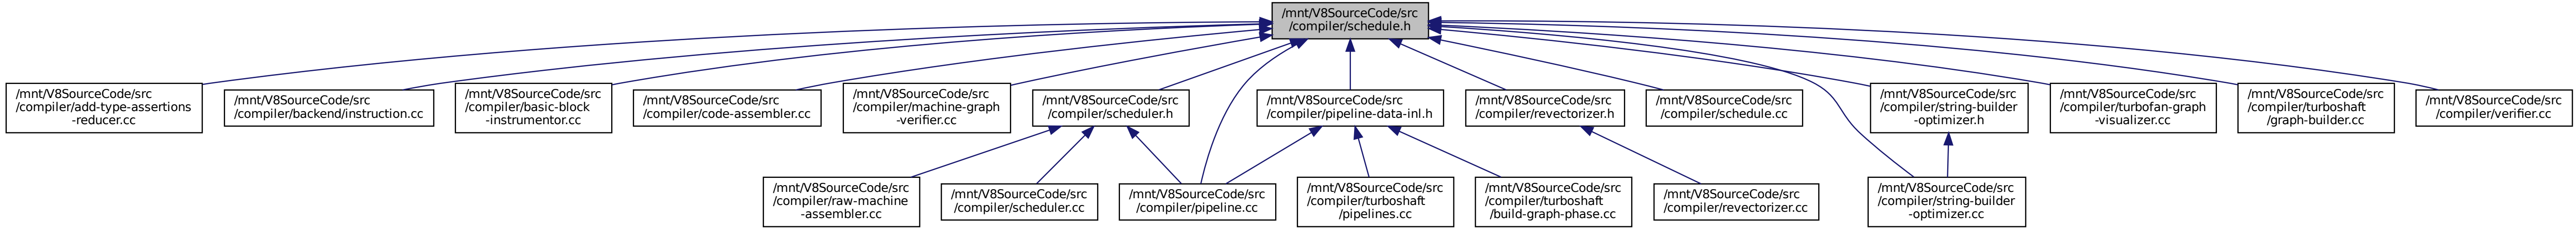 /mnt/V8SourceCode/src
/compiler/schedule.h
/mnt/V8SourceCode/src
/compiler/add-type-assertions
-reducer.cc
/mnt/V8SourceCode/src
/compiler/backend/instruction.cc
/mnt/V8SourceCode/src
/compiler/basic-block
-instrumentor.cc
/mnt/V8SourceCode/src
/compiler/code-assembler.cc
/mnt/V8SourceCode/src
/compiler/machine-graph
-verifier.cc
/mnt/V8SourceCode/src
/compiler/scheduler.h
/mnt/V8SourceCode/src
/compiler/pipeline-data-inl.h
/mnt/V8SourceCode/src
/compiler/revectorizer.h
/mnt/V8SourceCode/src
/compiler/schedule.cc
/mnt/V8SourceCode/src
/compiler/string-builder
-optimizer.h
/mnt/V8SourceCode/src
/compiler/turbofan-graph
-visualizer.cc
/mnt/V8SourceCode/src
/compiler/turboshaft
/graph-builder.cc
/mnt/V8SourceCode/src
/compiler/verifier.cc
/mnt/V8SourceCode/src
/compiler/raw-machine
-assembler.cc
/mnt/V8SourceCode/src
/compiler/scheduler.cc
/mnt/V8SourceCode/src
/compiler/pipeline.cc
/mnt/V8SourceCode/src
/compiler/turboshaft
/pipelines.cc
/mnt/V8SourceCode/src
/compiler/turboshaft
/build-graph-phase.cc
/mnt/V8SourceCode/src
/compiler/revectorizer.cc
/mnt/V8SourceCode/src
/compiler/string-builder
-optimizer.cc